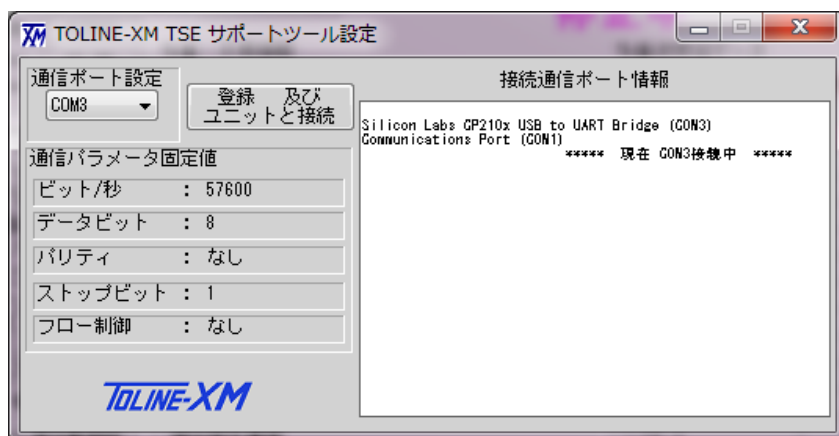 TOLINE-XM TSE サポートツール設定
通信ポート設定
COM3
登録 及び
ユニットと接続
通信パラメータ固定値
ビット/秒 : 57600
データビット : 8
パリティ : なし
ストップビット : 1
フロー制御 : なし
TOLINE-XM
接続通信ポート情報
Silicon Labs CP210x USB to UART Bridge (COM3)
Communications Port (COM1)
***** 現在 COM3接続中 *****